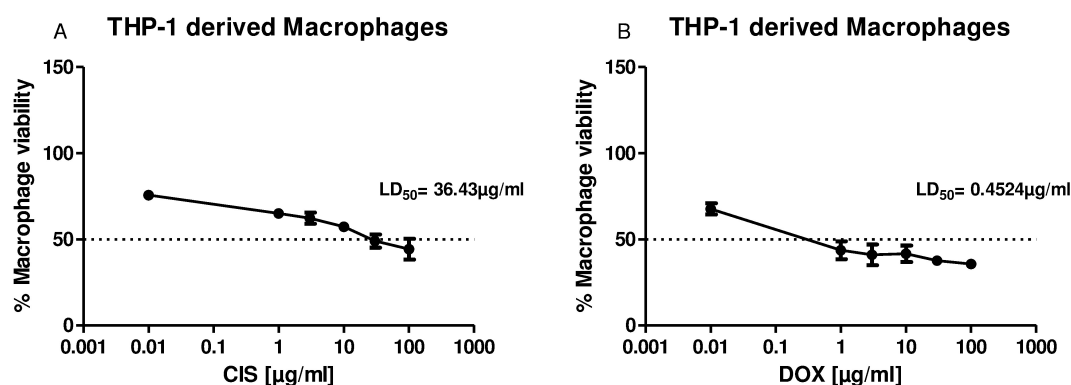 A
THP-1 derived Macrophages
150
100
50
0
% Macrophage viability
LD50= 36.43µg/ml
0.001
0.01
0.1
1
10
100
1000
CIS [µg/ml]
B
THP-1 derived Macrophages
150
100
50
0
% Macrophage viability
LD50= 0.4524µg/ml
0.001
0.01
0.1
1
10
100
1000
DOX [µg/ml]